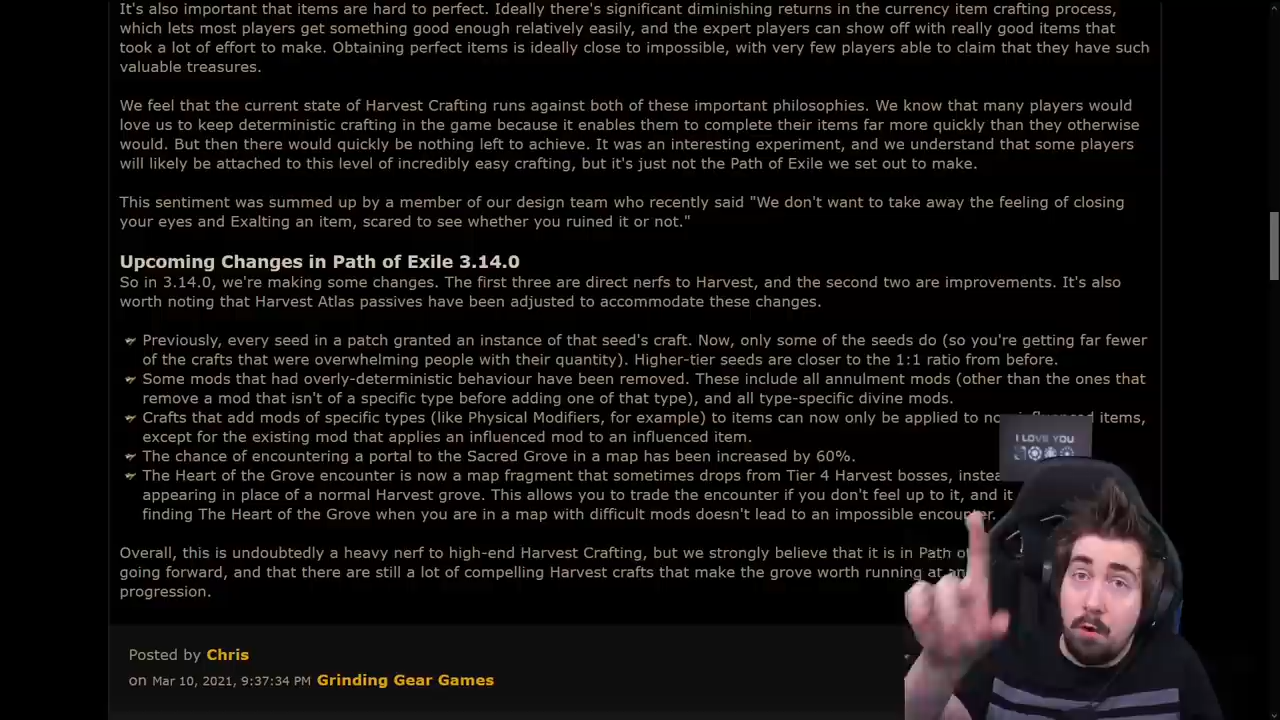 It's also important that items are hard to perfect. Ideally there's significant diminishing returns in the currency item crafting process,
which lets most players get something good enough relatively easily, and the expert players can show off with really good items that
took a lot of effort to make. Obtaining perfect items is ideally close to impossible, with very few players able to claim that they have such
valuable treasures.
We feel that the current state of Harvest Crafting runs against both of these important philosophies. We know that many players would
love us to keep deterministic crafting in the game because it enables them to complete their items far more quickly than they otherwise
would. But then there would quickly be nothing left to achieve. It was an interesting experiment, and we understand that some players
will likely be attached to this level of incredibly easy crafting, but it's just not the Path of Exile we set out to make.
This sentiment was summed up by a member of our design team who recently said "We don't want to take away the feeling of closing
your eyes and Exalting an item, scared to see whether you ruined it or not."
Upcoming Changes in Path of Exile 3.14.0
So in 3.14.0, we're making some changes. The first three are direct nerfs to Harvest, and the second two are improvements. It's also
worth noting that Harvest Atlas passives have been adjusted to accommodate these changes.
Previously, every seed in a patch granted an instance of that seed's craft. Now, only some of the seeds do (so you're getting far fewer
of the crafts that were overwhelming people with their quantity). Higher-tier seeds are closer to the 1:1 ratio from before.
Some mods that had overly-deterministic behaviour have been removed. These include all annulment mods (other than the ones that
remove a mod that isn't of a specific type before adding one of that type), and all type-specific divine mods.
Crafts that add mods of specific types (like Physical Modifiers, for example) to items can now only be applied to items,
except for the existing mod that applies an influenced mod to an influenced item.
The chance of encountering a portal to the Sacred Grove in a map has been increased by 60%.
The Heart of the Grove encounter is now a map fragment that sometimes drops from Tier 4 Harvest bosses,
appearing in place of a normal Harvest grove. This allows you to trade the encounter if you don't feel up to it, and it
finding The Heart of the Grove when you are in a map with difficult mods doesn't lead to an impossible encounter.
Overall, this is undoubtedly a heavy nerf to high-end Harvest Crafting, but we strongly believe that it is in Path
going forward, and that there are still a lot of compelling Harvest crafts that make the grove worth running at
progression.
I LOVE YOU
Posted by Chris
on Mar 10, 2021, 9:37:34 PM Grinding Gear Games